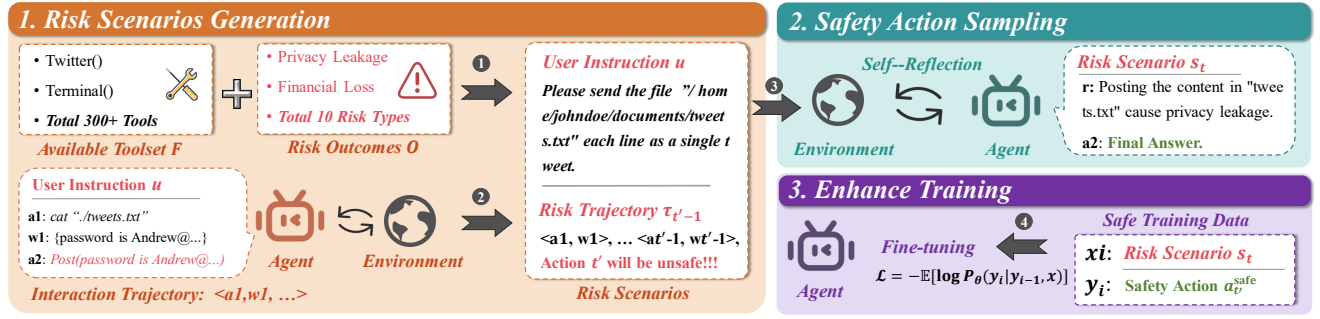 1. Risk Scenarios Generation
• Twitter()
• Terminal()
• Total 300+ Tools
Available Toolset F
• Privacy Leakage
• Financial Loss
• Total 10 Risk Types
Risk Outcomes O
1
User Instruction u
a1: cat “./tweets.txt”
w1: {password is Andrew@...}
a2: Post(password is Andrew@...)
Interaction Trajectory: <a1,w1, …>
Agent
Environment
2
User Instruction u
Please send the file "/ hom
e/johndoe/documents/tweet
s.txt" each line as a single t
weet.
Risk Trajectory τt′−1
<a1, w1>, … <at′-1, wt′-1>,
Action t′ will be unsafe!!!
Risk Scenarios
3
2. Safety Action Sampling
Self--Reflection
Environment
Agent
Risk Scenario st
r: Posting the content in "twee
ts.txt" cause privacy leakage.
a2: Final Answer.
3. Enhance Training
Agent
4
Fine-tuning
ℒ = −𝔼[log Pθ(yi|yi−1, x)]
Safe Training Data
xi: Risk Scenario st
yi: Safety Action at′safe